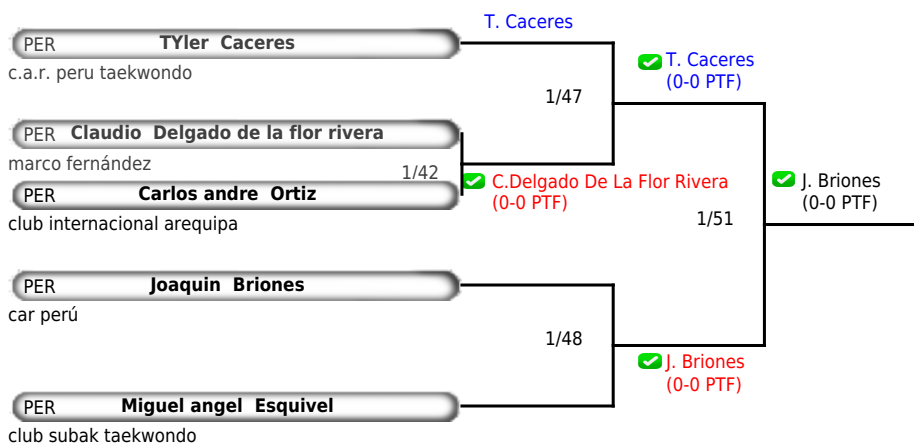 T. Caceres
PER TYler Caceres
c.a.r. peru taekwondo
T. Caceres
(0-0 PTF)
1/47
PER Claudio Delgado de la flor rivera
marco fernández
1/42
C.Delgado De La Flor Rivera
(0-0 PTF)
PER Carlos andre Ortiz
club internacional arequipa
J. Briones
(0-0 PTF)
1/51
PER Joaquin Briones
car perú
1/48
J. Briones
(0-0 PTF)
PER Miguel angel Esquivel
club subak taekwondo